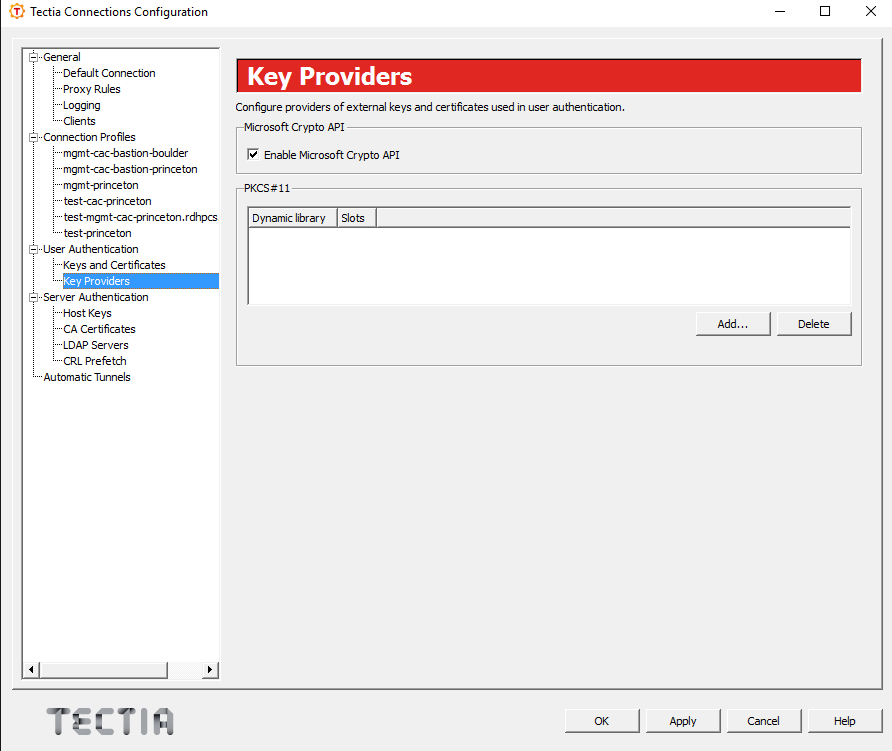 Tectia Connections Configuration
General
Default Connection
Proxy Rules
Logging
Clients
Connection Profiles
mgmt-cac-bastion-boulder
mgmt-cac-bastion-princeton
mgmt-princeton
test-cac-princeton
test-mgmt-cac-princeton.rdhpcs
test-princeton
User Authentication
Keys and Certificates
Key Providers
Server Authentication
Host Keys
CA Certificates
LDAP Servers
CRL Prefetch
Automatic Tunnels
Key Providers
Configure providers of external keys and certificates used in user authentication.
Microsoft Crypto API
Enable Microsoft Crypto API
PKCS#11
Dynamic library Slots
Add... Delete
TECTIA
OK Apply Cancel Help